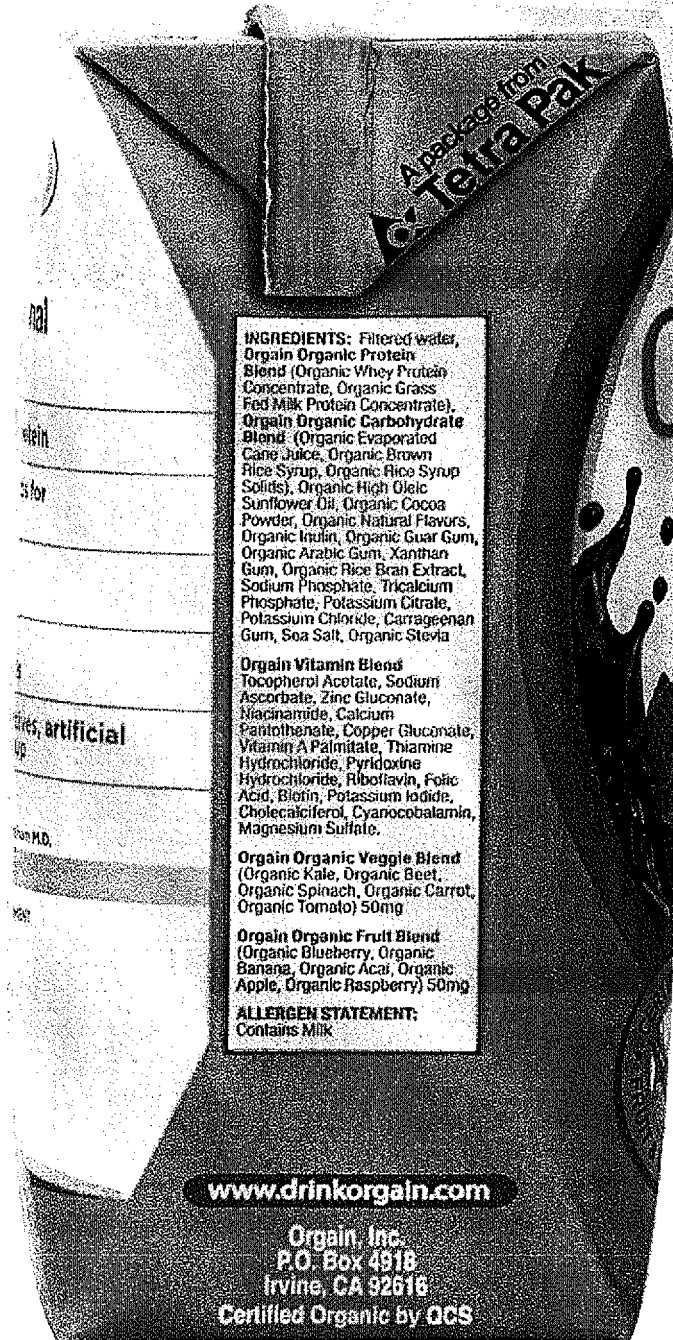 A package from
Tetra Pak
nal
INGREDIENTS: Filtered water,
Orgain Organic Protein
Blend (Organic Whey Protein
Concentrate, Organic Grass
Fed Milk Protein Concentrate),
Orgain Organic Carbohydrate
Blend (Organic Evaporated
Cane Juice, Organic Brown
Rice Syrup, Organic Rice Syrup
Solids), Organic High Oleic
Sunflower Oil, Organic Cocoa
Powder, Organic Natural Flavors,
Organic Inulin, Organic Guar Gum,
Organic Arabic Gum, Xanthan
Gum, Organic Rice Bran Extract,
Sodium Phosphate, Tricalcium
Phosphate, Potassium Citrate,
Potassium Chloride, Carrageenan
Gum, Sea Salt, Organic Stevia
Orgain Vitamin Blend
Tocopherol Acetate, Sodium
Ascorbate, Zinc Gluconate,
Niacinamide, Calcium
Pantothenate, Copper Gluconate,
Vitamin A Palmitate, Thiamine
Hydrochloride, Pyridoxine
Hydrochloride, Riboflavin, Folic
Acid, Biotin, Potassium Iodide,
Cholecalciferol, Cyanocobalamin,
Magnesium Sulfate.
Orgain Organic Veggie Blend
(Organic Kale, Organic Beet,
Organic Spinach, Organic Carrot,
Organic Tomato) 50mg
Orgain Organic Fruit Blend
(Organic Blueberry, Organic
Banana, Organic Acai, Organic
Apple, Organic Raspberry) 50mg
ALLERGEN STATEMENT:
Contains Milk
for
artificial
up
M.D.
www.drinkorgain.com
Orgain, Inc.
P.O. Box 4918
Irvine, CA 92616
Certified Organic by QCS